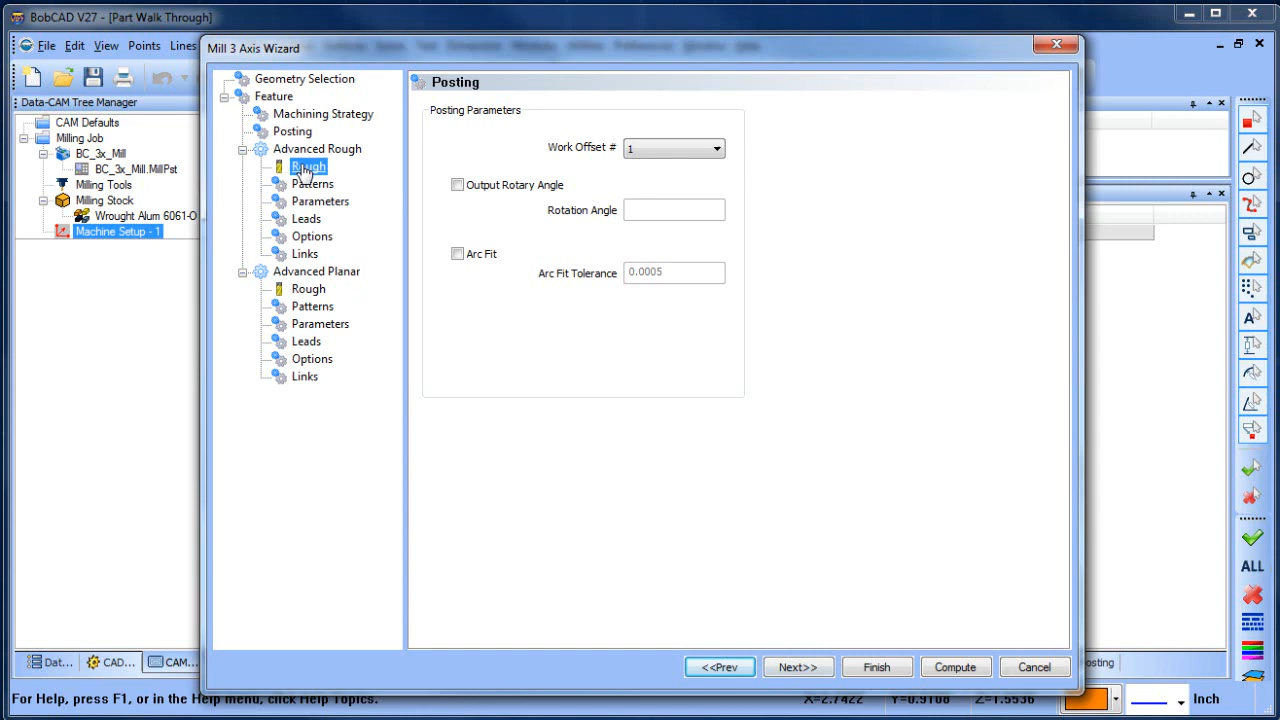 BobCAD V27 - [Part Walk Through]
File Edit View Points Lines
Data-CAM Tree Manager
CAM Defaults
Milling Job
BC_3x_Mill
BC_3x_Mill.MillPst
Milling Tools
Milling Stock
Wrought Alum 6061-O
Machine Setup - 1
Mill 3 Axis Wizard
Geometry Selection
Feature
Machining Strategy
Posting
Advanced Rough
Rough
Patterns
Parameters
Leads
Options
Links
Advanced Planar
Rough
Patterns
Parameters
Leads
Options
Links
Posting
Posting Parameters
Work Offset # 1
Output Rotary Angle
Rotation Angle
Arc Fit
Arc Fit Tolerance 0.0005
<<Prev Next>> Finish Compute Cancel
ALL
Dat... CAD... CAM... osting
For Help, press F1, or in the Help menu, click Help Topics. X=2.7422 Y=0.9106 Z=1.5536 Inch